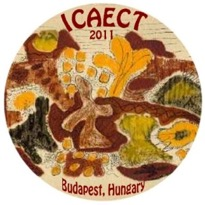 ICAECT
2011
Budapest, Hungary